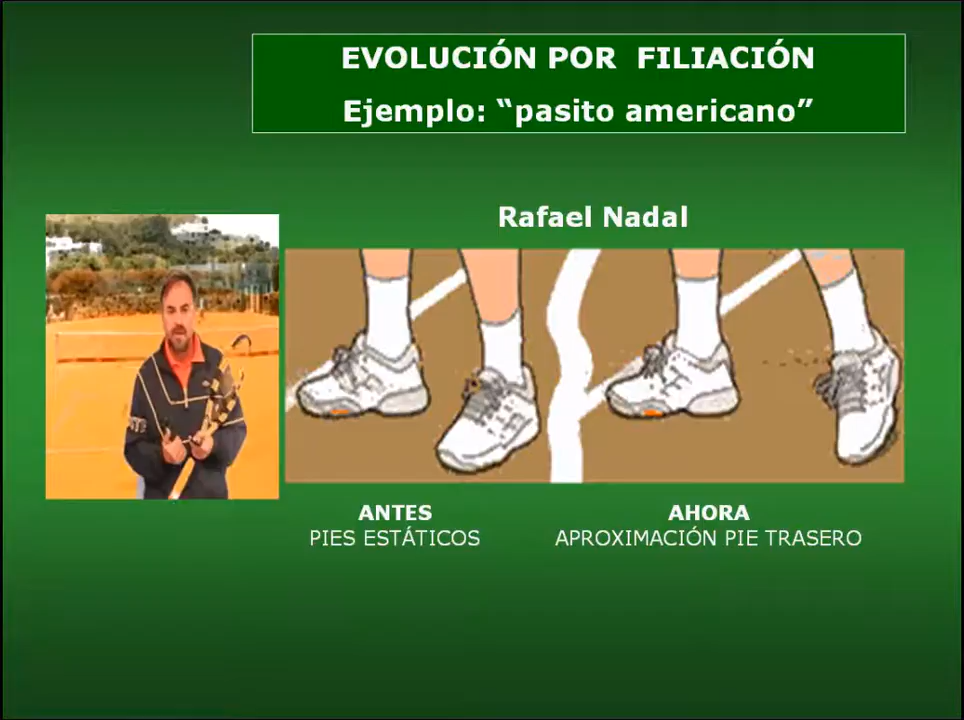 EVOLUCIÓN POR FILIACIÓN
Ejemplo: “pasito americano”
Rafael Nadal
ANTES
PIES ESTÁTICOS
AHORA
APROXIMACIÓN PIE TRASERO